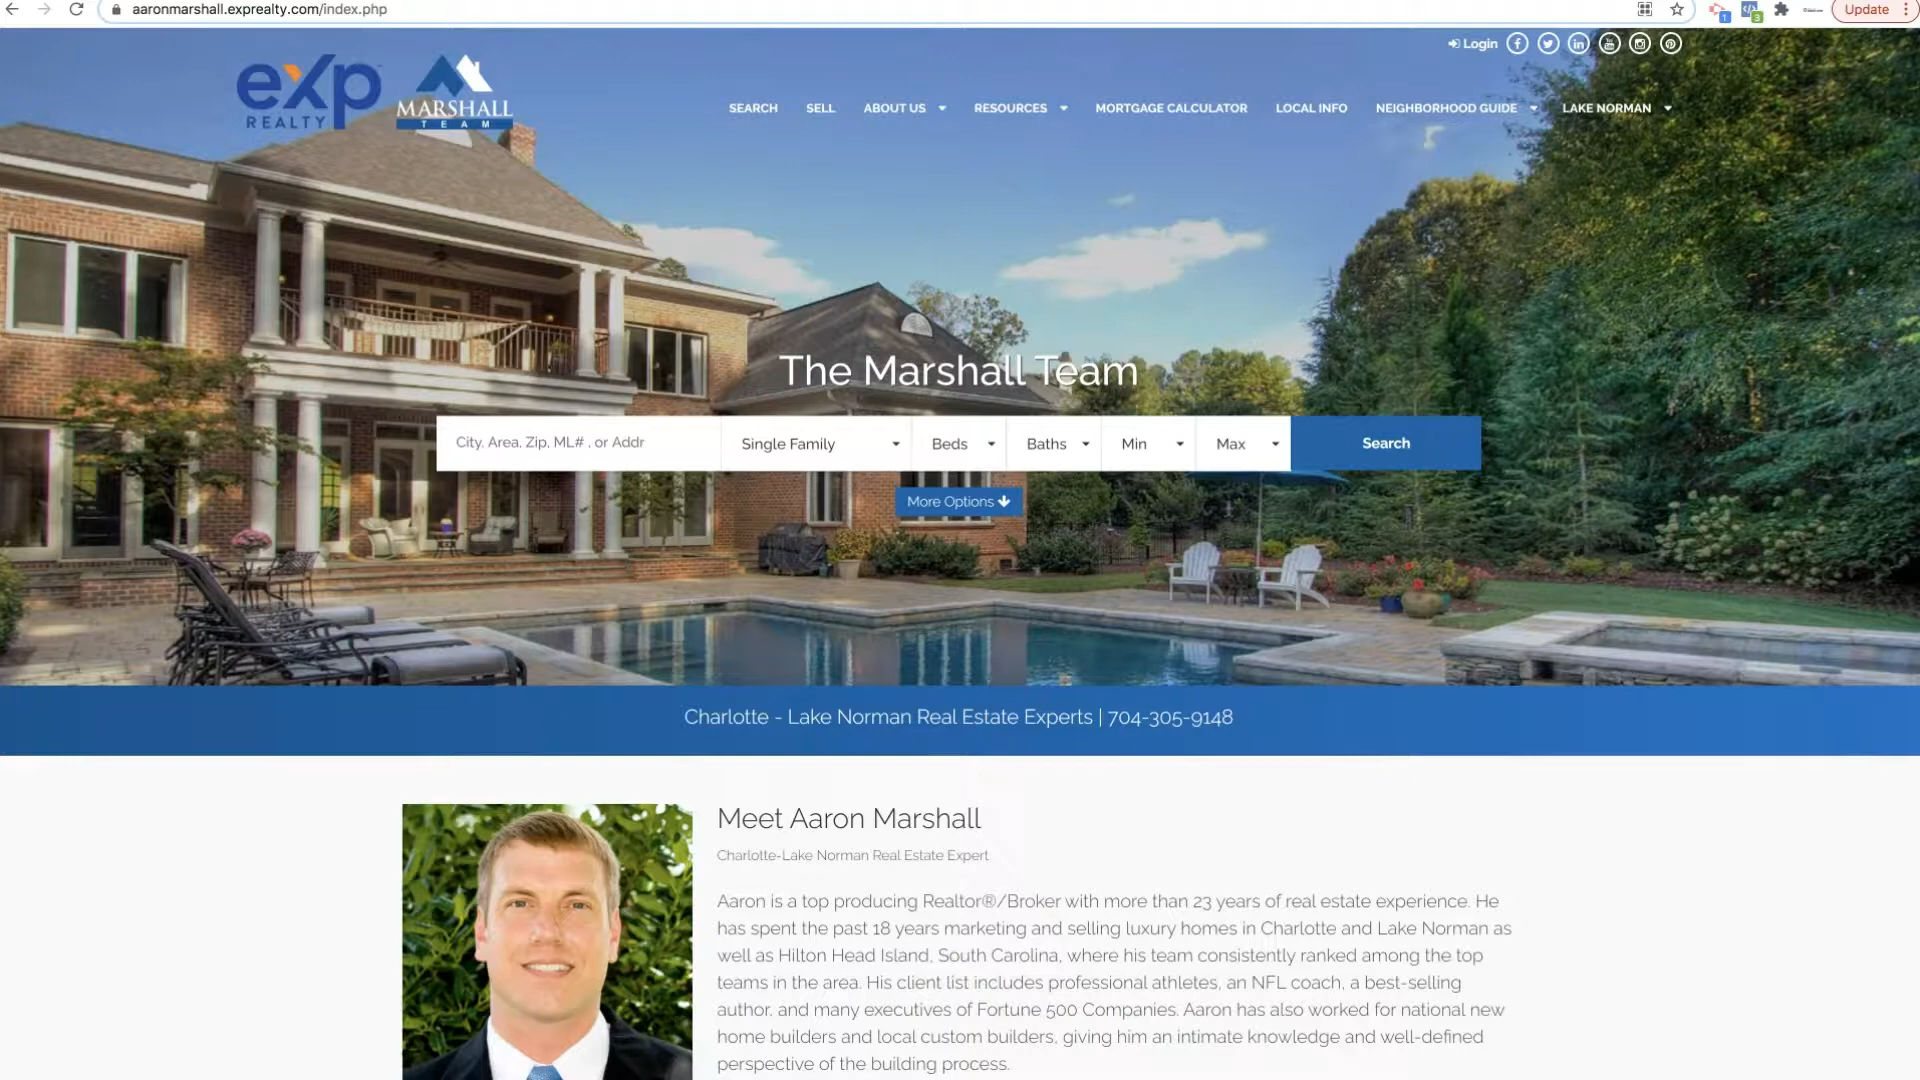 aaronmarshall.exprealty.com/index.php
1
3
Update
Login
exp
REALTY
MARSHALL
TEAM
SEARCH SELL ABOUT US RESOURCES MORTGAGE CALCULATOR LOCAL INFO NEIGHBORHOOD GUIDE LAKE NORMAN
The Marshall Team
City, Area, Zip, ML# , or Addr Single Family Beds Baths Min Max Search
More Options
Charlotte - Lake Norman Real Estate Experts | 704-305-9148
Meet Aaron Marshall
Charlotte-Lake Norman Real Estate Expert
Aaron is a top producing Realtor®/Broker with more than 23 years of real estate experience. He
has spent the past 18 years marketing and selling luxury homes in Charlotte and Lake Norman as
well as Hilton Head Island, South Carolina, where his team consistently ranked among the top
teams in the area. His client list includes professional athletes, an NFL coach, a best-selling
author, and many executives of Fortune 500 Companies. Aaron has also worked for national new
home builders and local custom builders, giving him an intimate knowledge and well-defined
perspective of the building process.